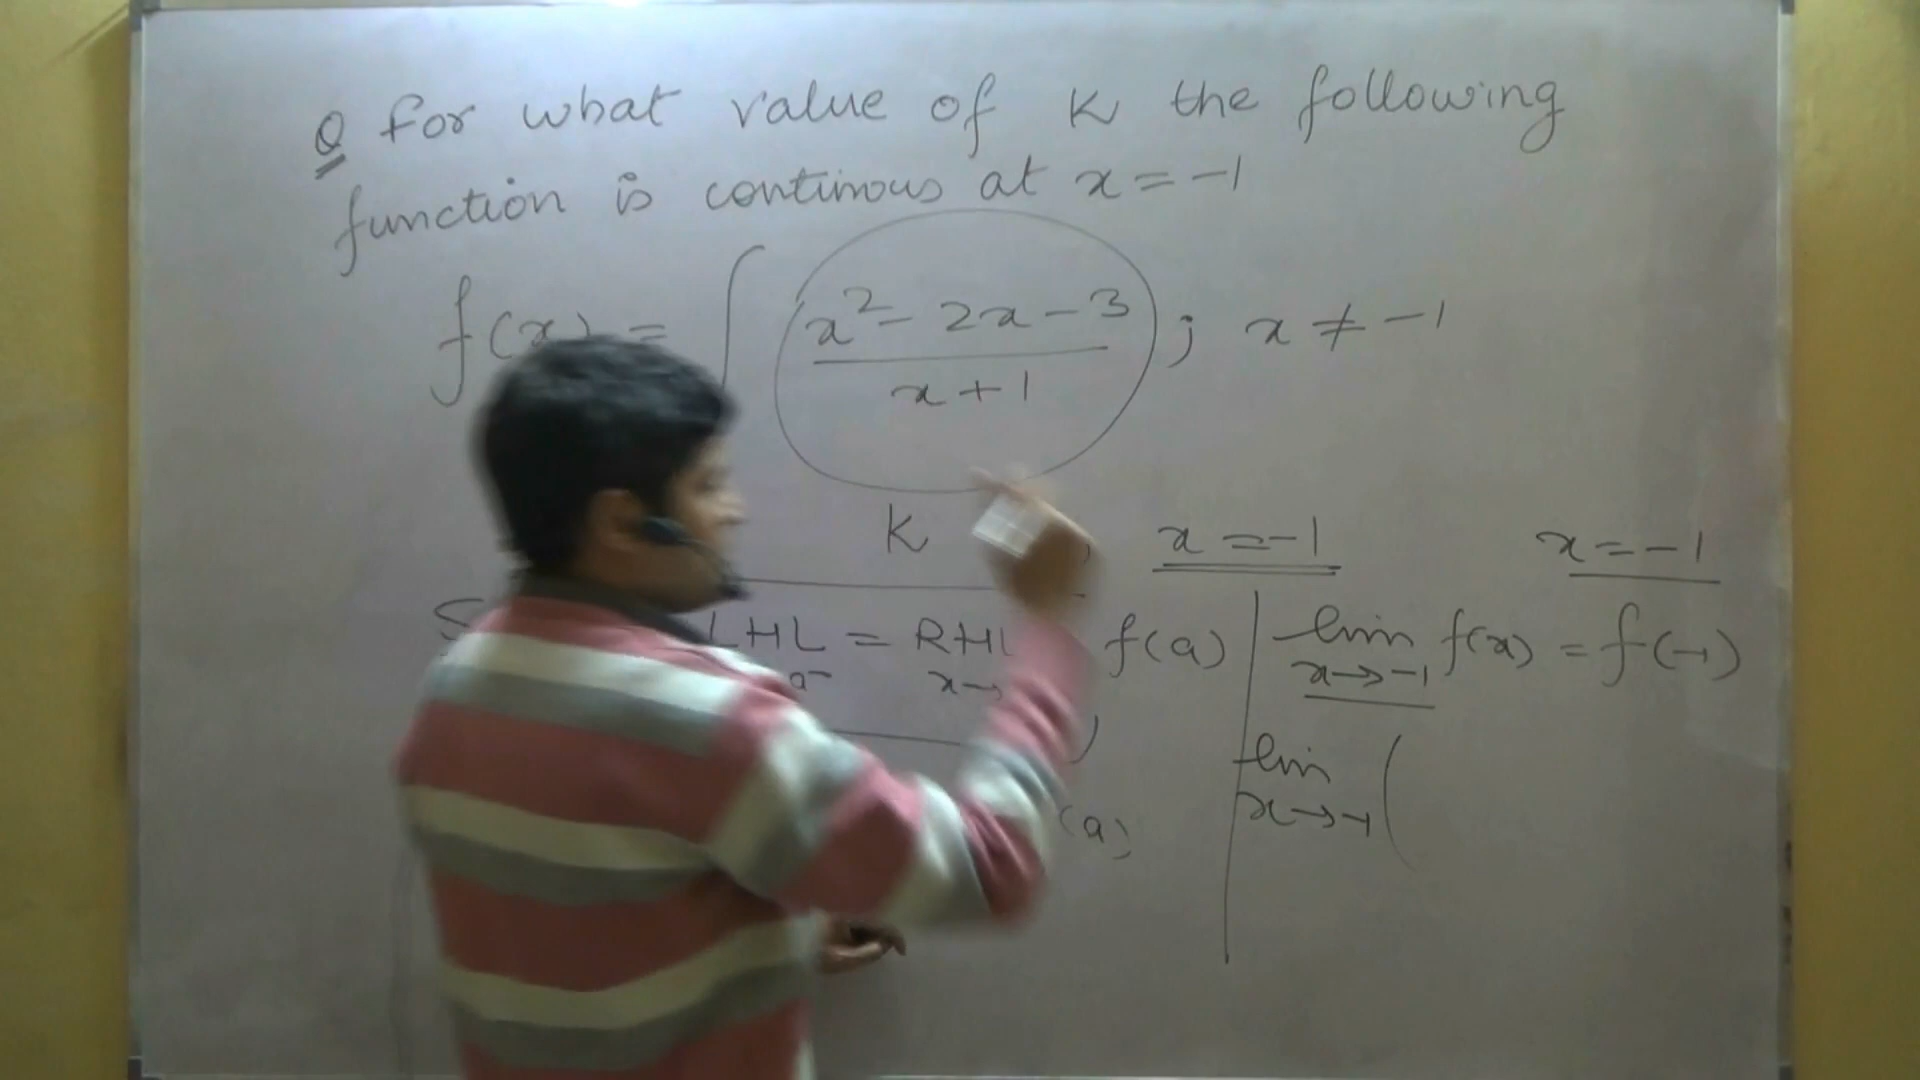 Q For what value of K the following
function is continous at x = -1
f(x) = { x² - 2x - 3 / x + 1 ; x ≠ -1
K , x = -1
x = -1
LHL = RHL f(a)
a⁻ x→
(a)
lim x→-1 f(x) = f(-1)
lim x→-1 (